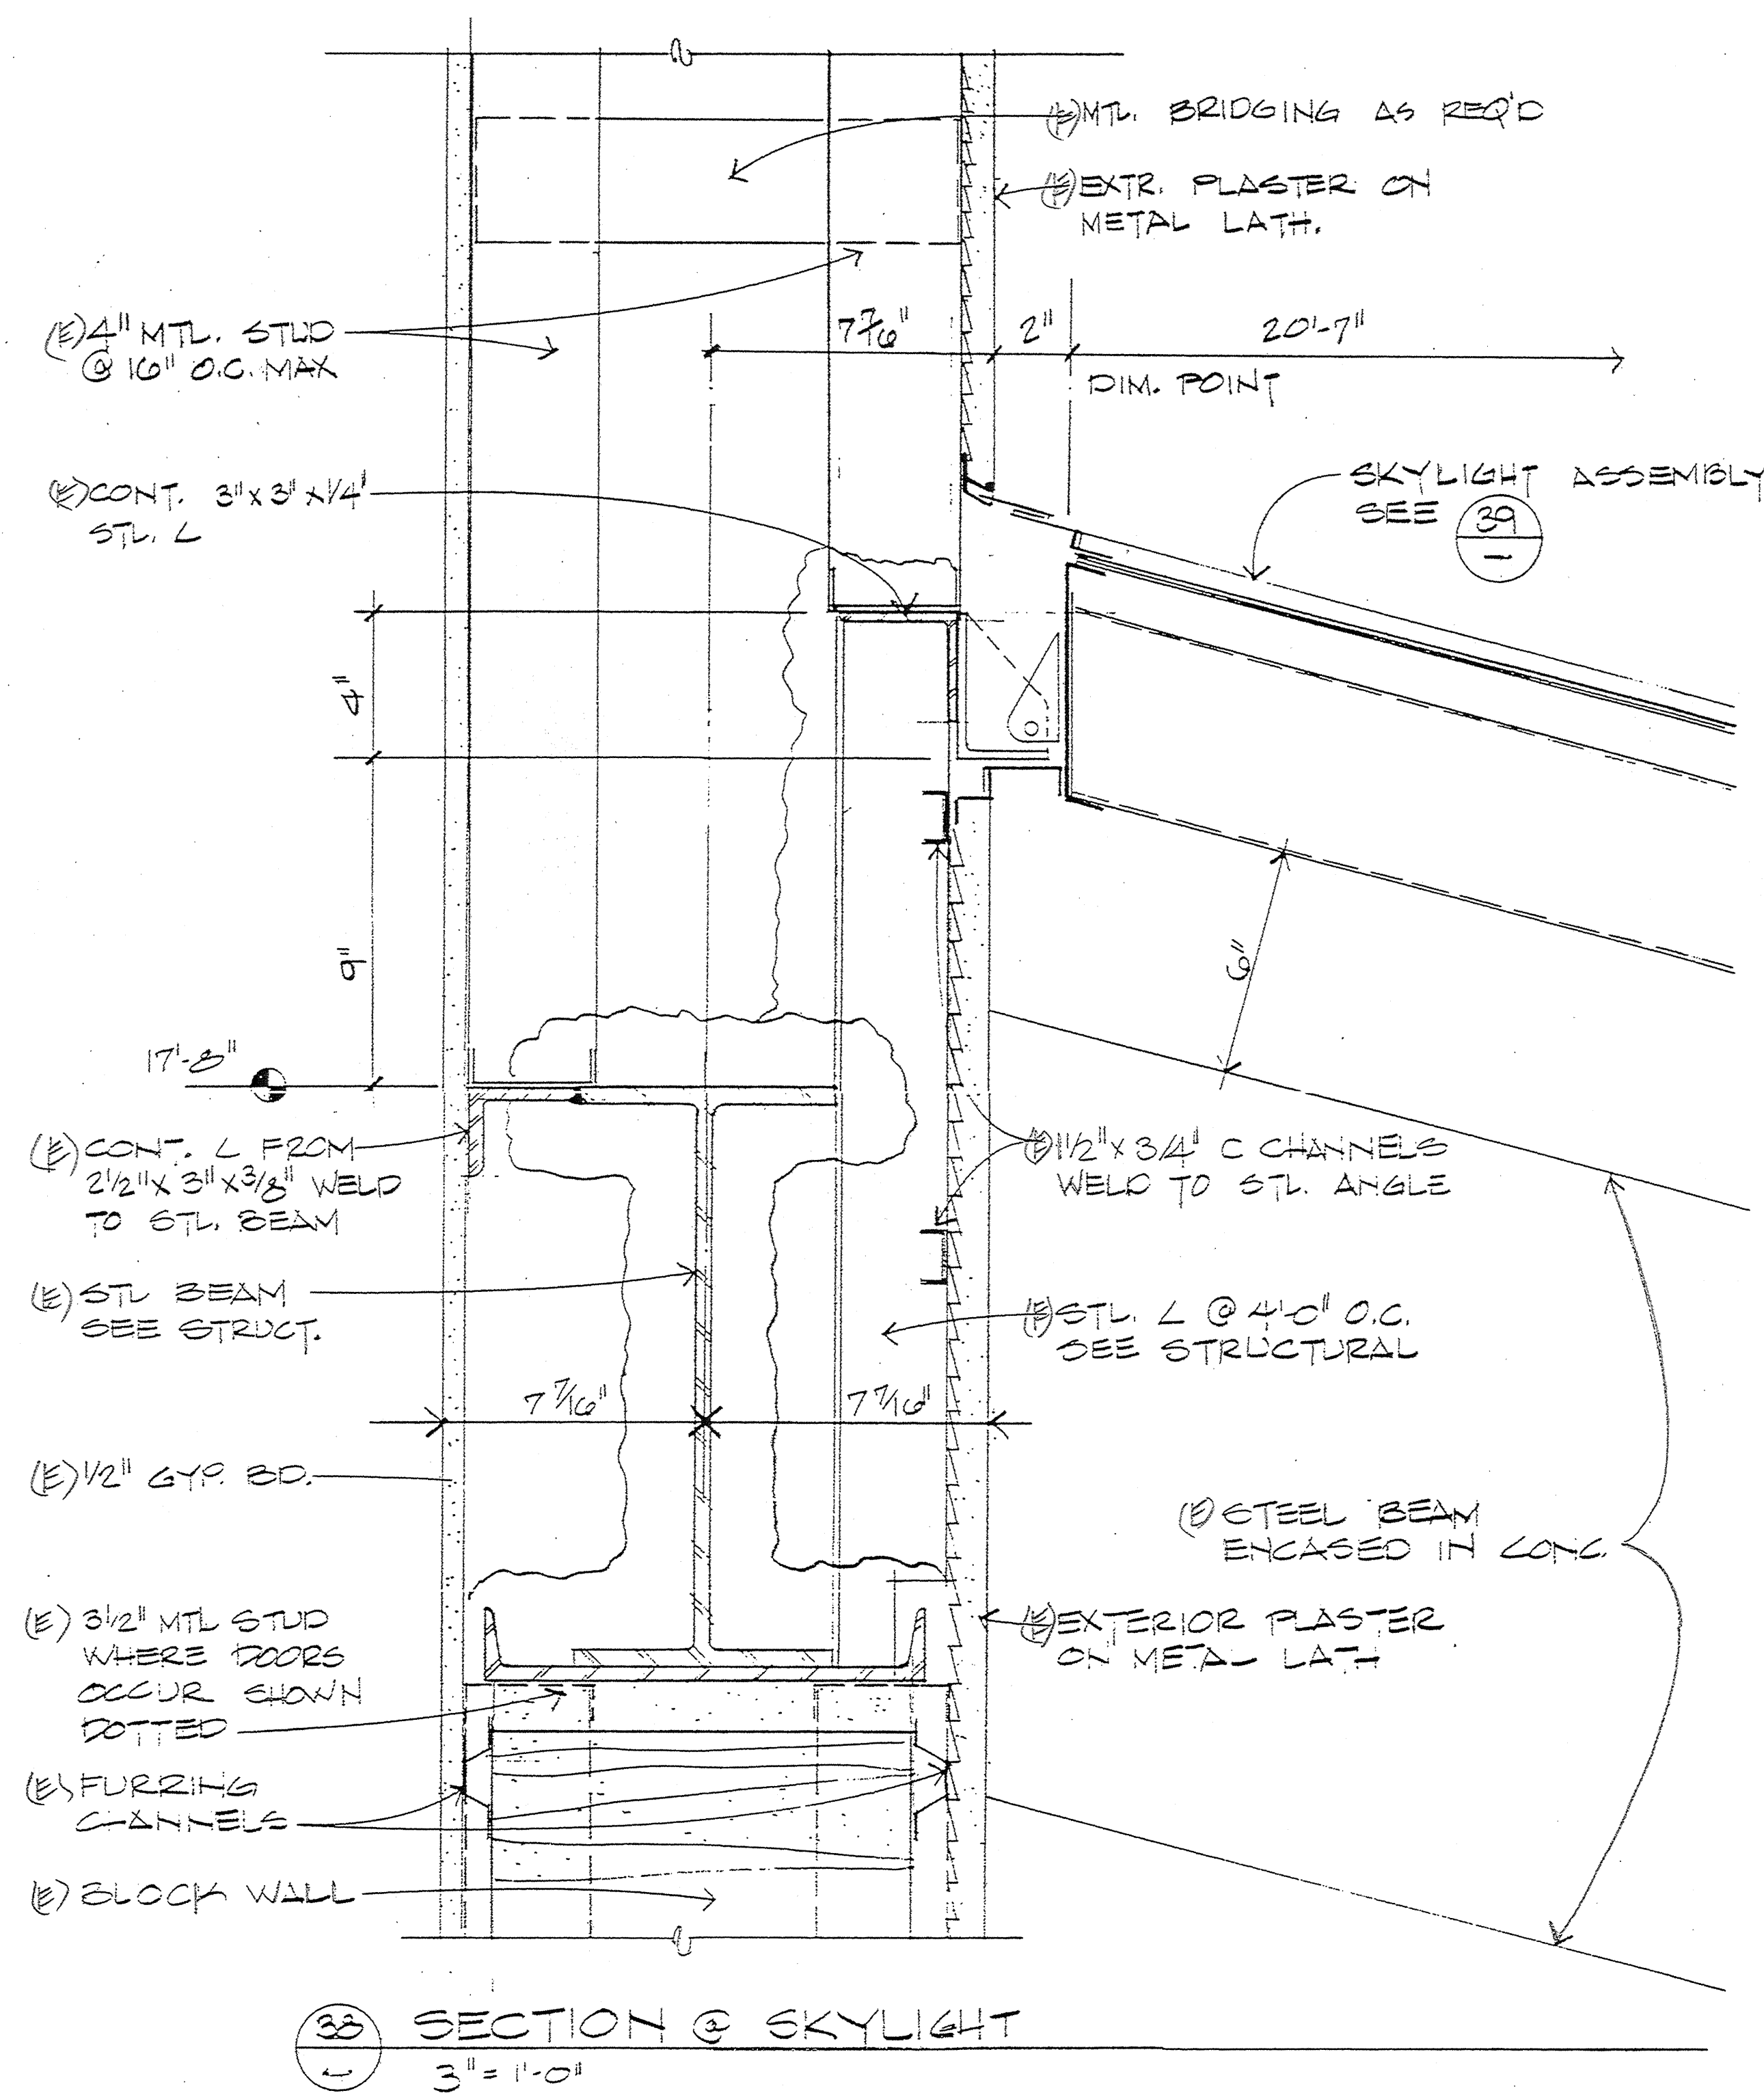 (E) MTL. BRIDGING AS REQ'D
(E) EXTR. PLASTER ON
METAL LATH.
(E) 4" MTL. STUD
@ 16" O.C. MAX
7 7/16"
2"
20'-7"
DIM. POINT
(E) CONT. 3" x 3" x 1/4"
STL. L
SKYLIGHT ASSEMBLY
SEE 39
4"
9"
6"
17'-8"
(E) CONT. L FROM
2 1/2" x 3" x 3/8" WELD
TO STL. BEAM
(E) 1 1/2" x 3/4" C CHANNELS
WELD TO STL. ANGLE
(E) STL BEAM
SEE STRUCT.
(E) STL. L @ 4'-0" O.C.
SEE STRUCTURAL
7 7/16"
7 7/16"
(E) 1/2" GYP. BD.
(E) STEEL BEAM
ENCASED IN CONC.
(E) 3 1/2" MTL STUD
WHERE DOORS
OCCUR SHOWN
DOTTED
(E) EXTERIOR PLASTER
ON METAL LATH
(E) FURRING
CHANNELS
(E) BLOCK WALL
38 SECTION @ SKYLIGHT
3" = 1'-0"